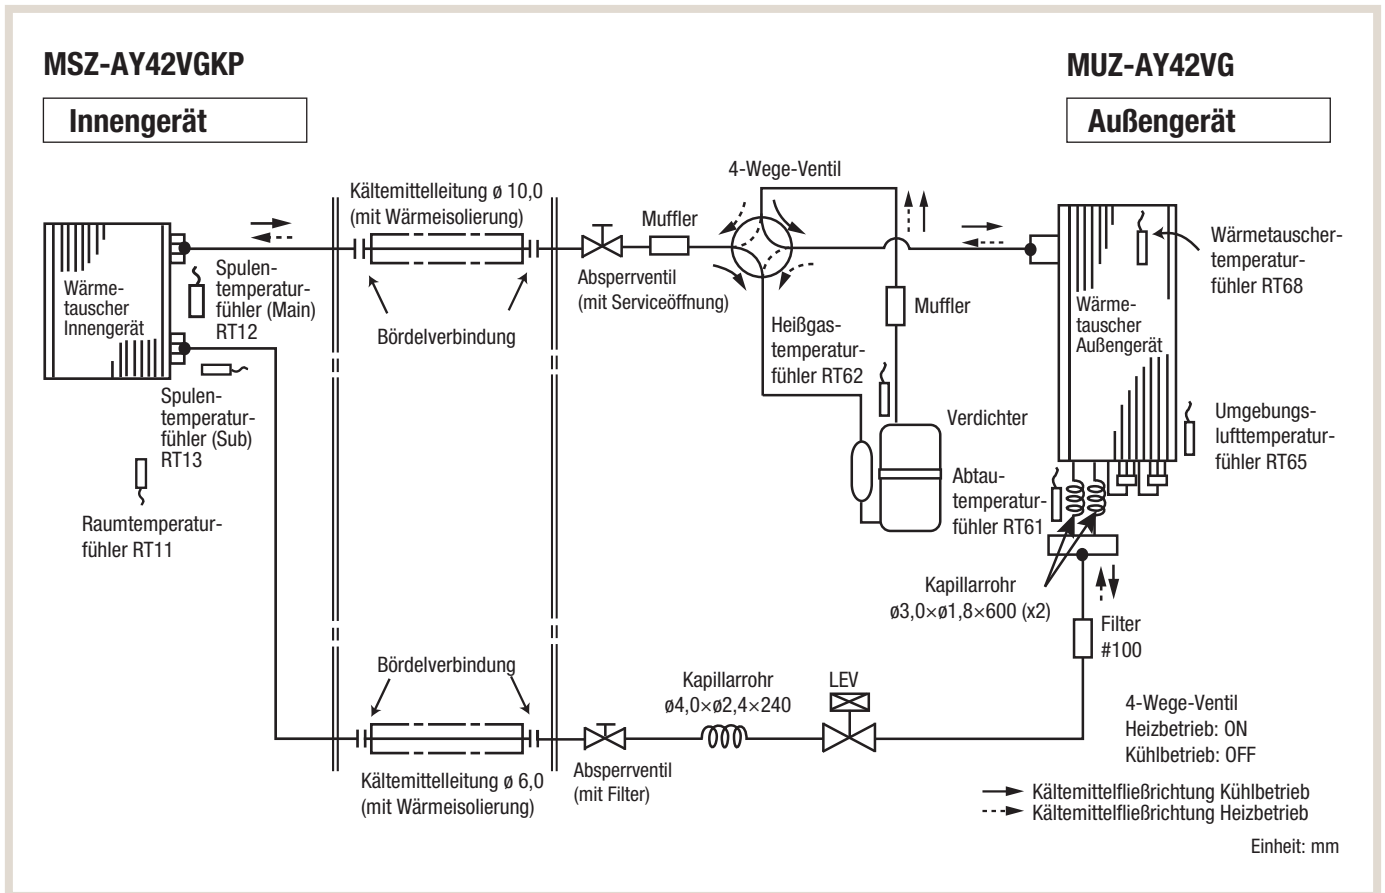 MSZ-AY42VGKP
MUZ-AY42VG
Innengerät
Außengerät
4-Wege-Ventil
Kältemittelleitung ø 10,0
(mit Wärmeisolierung)
Muffler
Absperrventil
(mit Serviceöffnung)
Bördelverbindung
Wärme-
tauscher
Innengerät
Spulen-
temperatur-
fühler (Main)
RT12
Spulen-
temperatur-
fühler (Sub)
RT13
Raumtemperatur-
fühler RT11
Heißgas-
temperatur-
fühler RT62
Muffler
Verdichter
Wärme-
tauscher
Außengerät
Wärmetauscher-
temperatur-
fühler RT68
Umgebungs-
lufttemperatur-
fühler RT65
Abtau-
temperatur-
fühler RT61
Kapillarrohr
ø3,0×ø1,8×600 (x2)
Filter
#100
Bördelverbindung
Kältemittelleitung ø 6,0
(mit Wärmeisolierung)
Absperrventil
(mit Filter)
Kapillarrohr
ø4,0×ø2,4×240
LEV
4-Wege-Ventil
Heizbetrieb: ON
Kühlbetrieb: OFF
Kältemittelfließrichtung Kühlbetrieb
Kältemittelfließrichtung Heizbetrieb
Einheit: mm